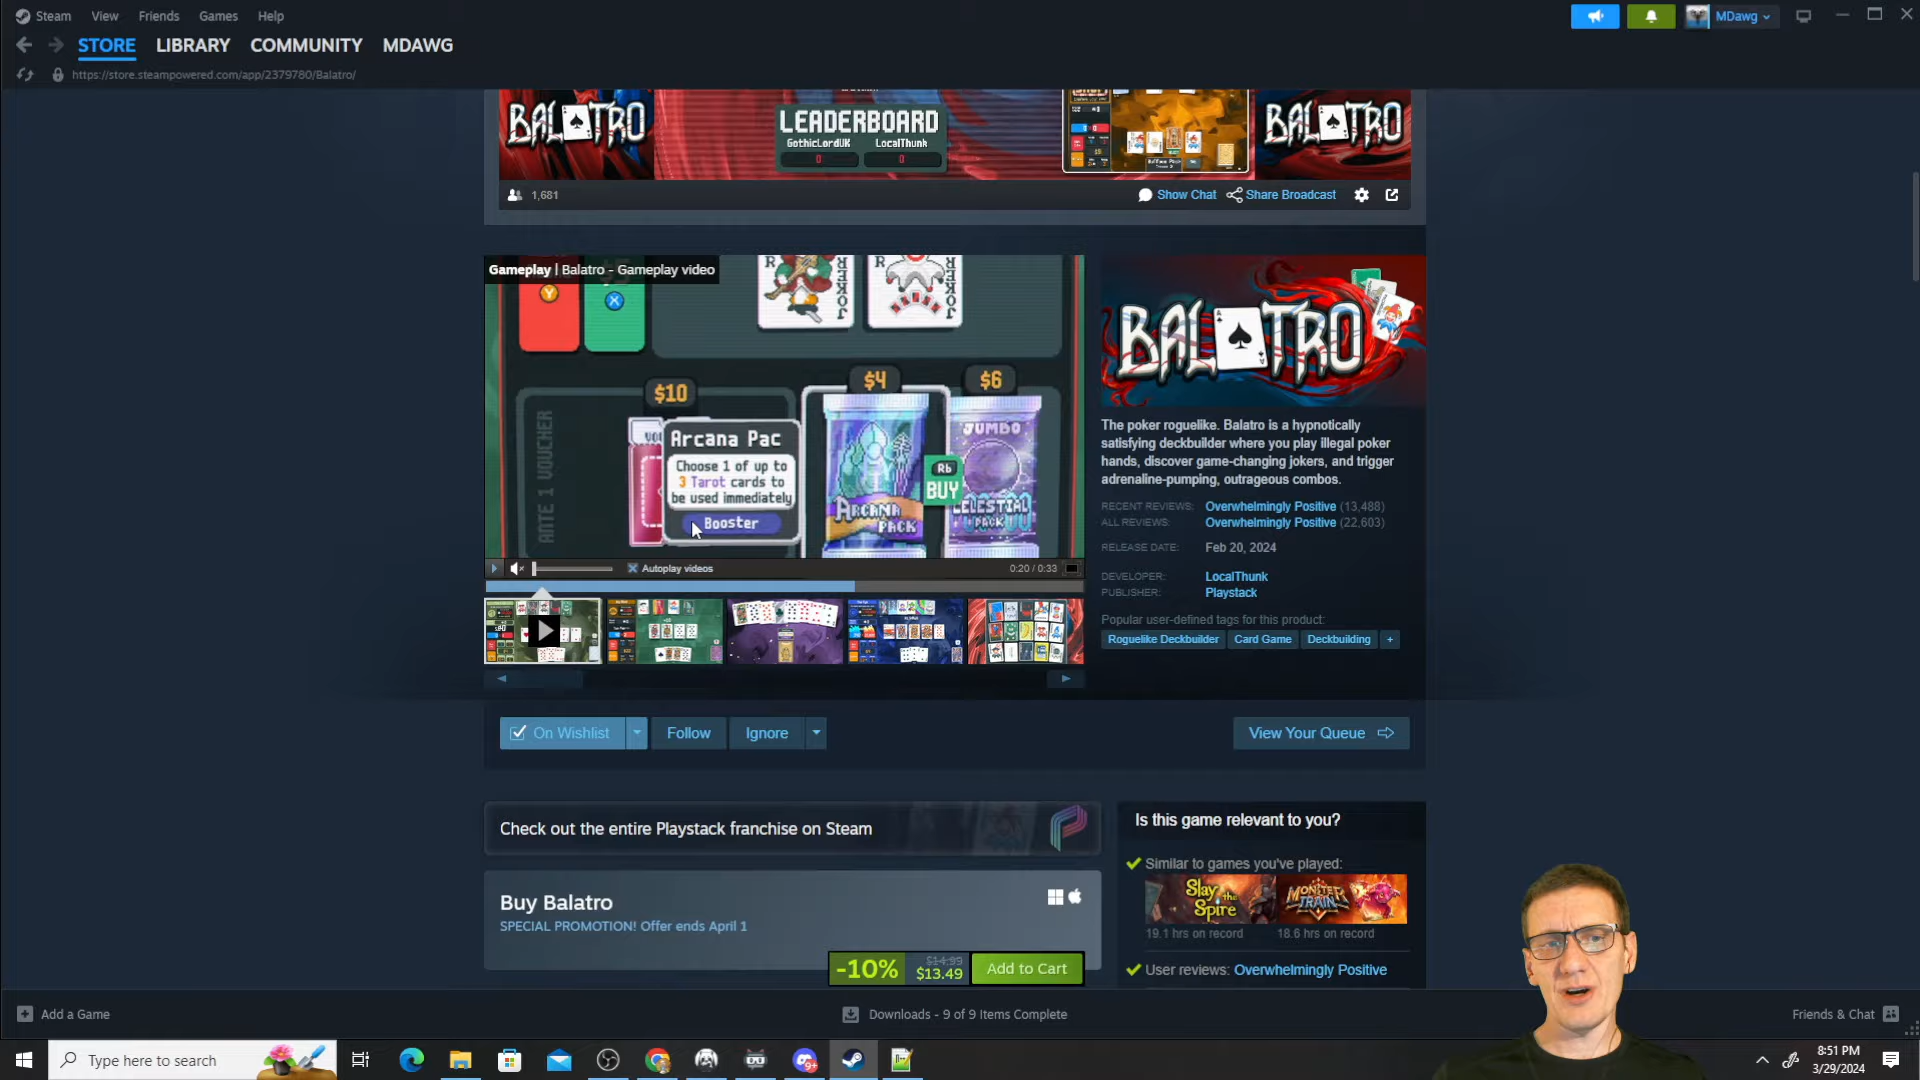 Steam View Friends Games Help
MDawg
STORE LIBRARY COMMUNITY MDAWG
https://store.steampowered.com/app/2379780/Balatro/
BALATRO
LEADERBOARD
GothicLordUK LocalThunk
0 0
BALATRO
1,681
Show Chat Share Broadcast
Gameplay | Balatro - Gameplay video
Y X
JOKER JOKER
$10 $4 $6
ANTE 1 VOUCHER
Arcana Pac
Choose 1 of up to
3 Tarot cards to
be used immediately
Booster
ARCANA
PACK
Rb
BUY
JUMBO
CELESTIAL
PACK
0:20 / 0:33
Autoplay videos
BALATRO
The poker roguelike. Balatro is a hypnotically
satisfying deckbuilder where you play illegal poker
hands, discover game-changing jokers, and trigger
adrenaline-pumping, outrageous combos.
RECENT REVIEWS: Overwhelmingly Positive (13,488)
ALL REVIEWS: Overwhelmingly Positive (22,603)
RELEASE DATE: Feb 20, 2024
DEVELOPER: LocalThunk
PUBLISHER: Playstack
Popular user-defined tags for this product:
Roguelike Deckbuilder Card Game Deckbuilding +
On Wishlist Follow Ignore
View Your Queue
Check out the entire Playstack franchise on Steam
Buy Balatro
SPECIAL PROMOTION! Offer ends April 1
-10% $14.99 $13.49 Add to Cart
Is this game relevant to you?
Similar to games you've played:
Slay the Spire
MONSTER TRAIN
19.1 hrs on record 18.6 hrs on record
User reviews: Overwhelmingly Positive
Add a Game
Downloads - 9 of 9 Items Complete
Friends & Chat
Type here to search
8:51 PM
3/29/2024